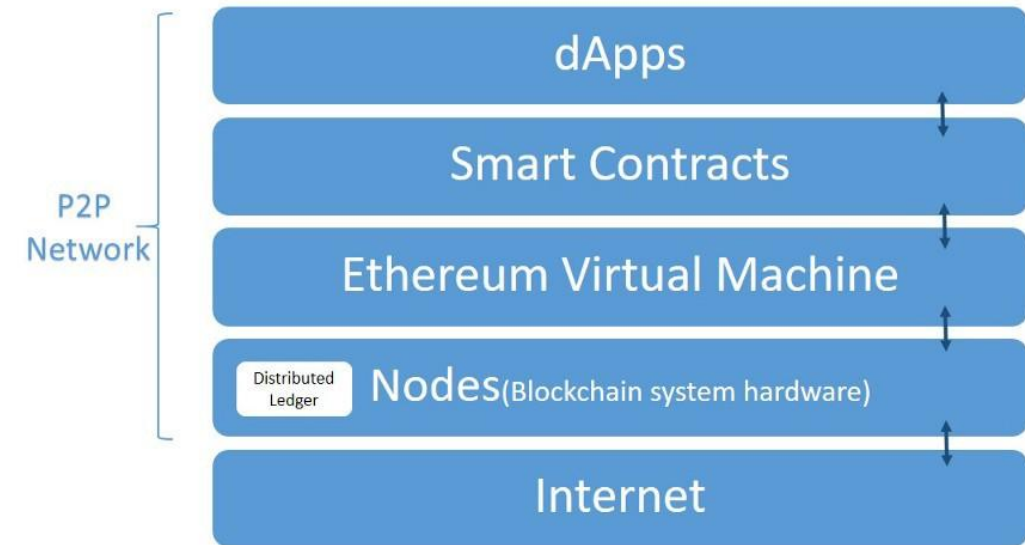 dApps
Smart Contracts
P2P
Network
Ethereum Virtual Machine
Distributed
Ledger
Nodes(Blockchain system hardware)
Internet